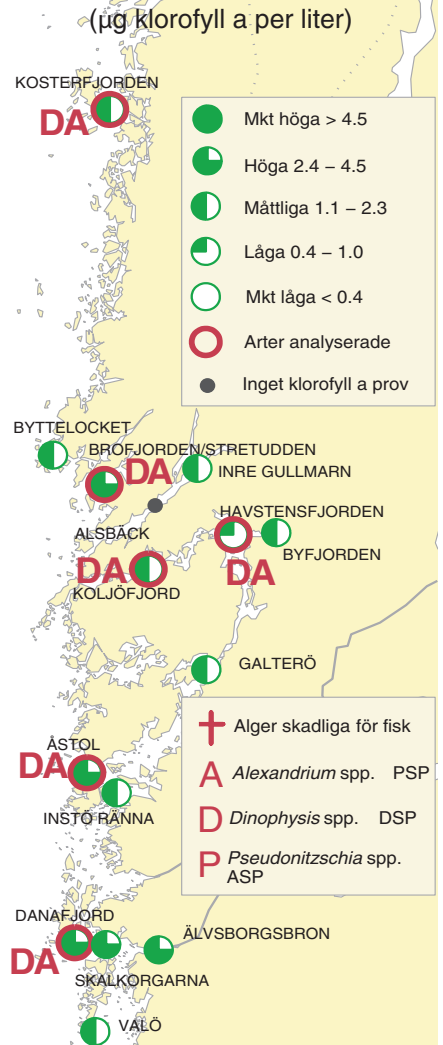 (µg klorofyll a per liter)
KOSTERFJORDEN
DA
Mkt höga > 4.5
Höga 2.4 – 4.5
Måttliga 1.1 – 2.3
Låga 0.4 – 1.0
Mkt låga < 0.4
Arter analyserade
Inget klorofyll a prov
BYTTELOCKET
BROFJORDEN/STRETUDDEN
DA
INRE GULLMARN
HAVSTENSFJORDEN
ALSBÄCK
BYFJORDEN
DA
DA
KOLJÖFJORD
GALTERÖ
Alger skadliga för fisk
A Alexandrium spp. PSP
D Dinophysis spp. DSP
P Pseudonitzschia spp.
ASP
ÅSTOL
DA
INSTÖ RÄNNA
DANAFJORD
ÄLVSBORGSBRON
DA
SKALKORGARNA
VALÖ